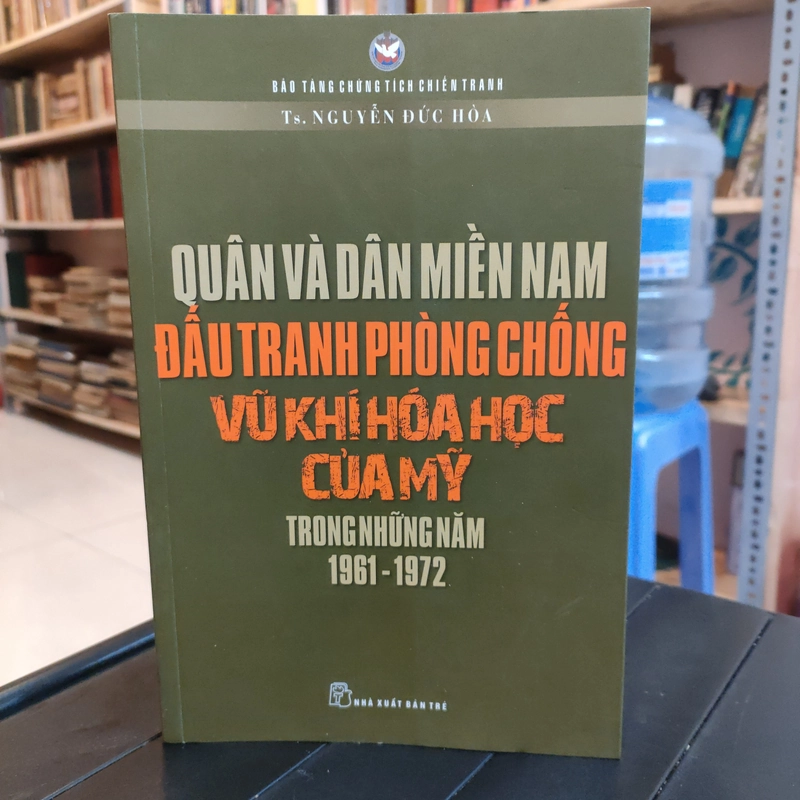 BẢO TÀNG CHỨNG TÍCH CHIẾN TRANH
Ts. NGUYỄN ĐỨC HÒA
QUÂN VÀ DÂN MIỀN NAM
ĐẤU TRANH PHÒNG CHỐNG
VŨ KHÍ HÓA HỌC
CỦA MỸ
TRONG NHỮNG NĂM
1961 - 1972
NHÀ XUẤT BẢN TRẺ